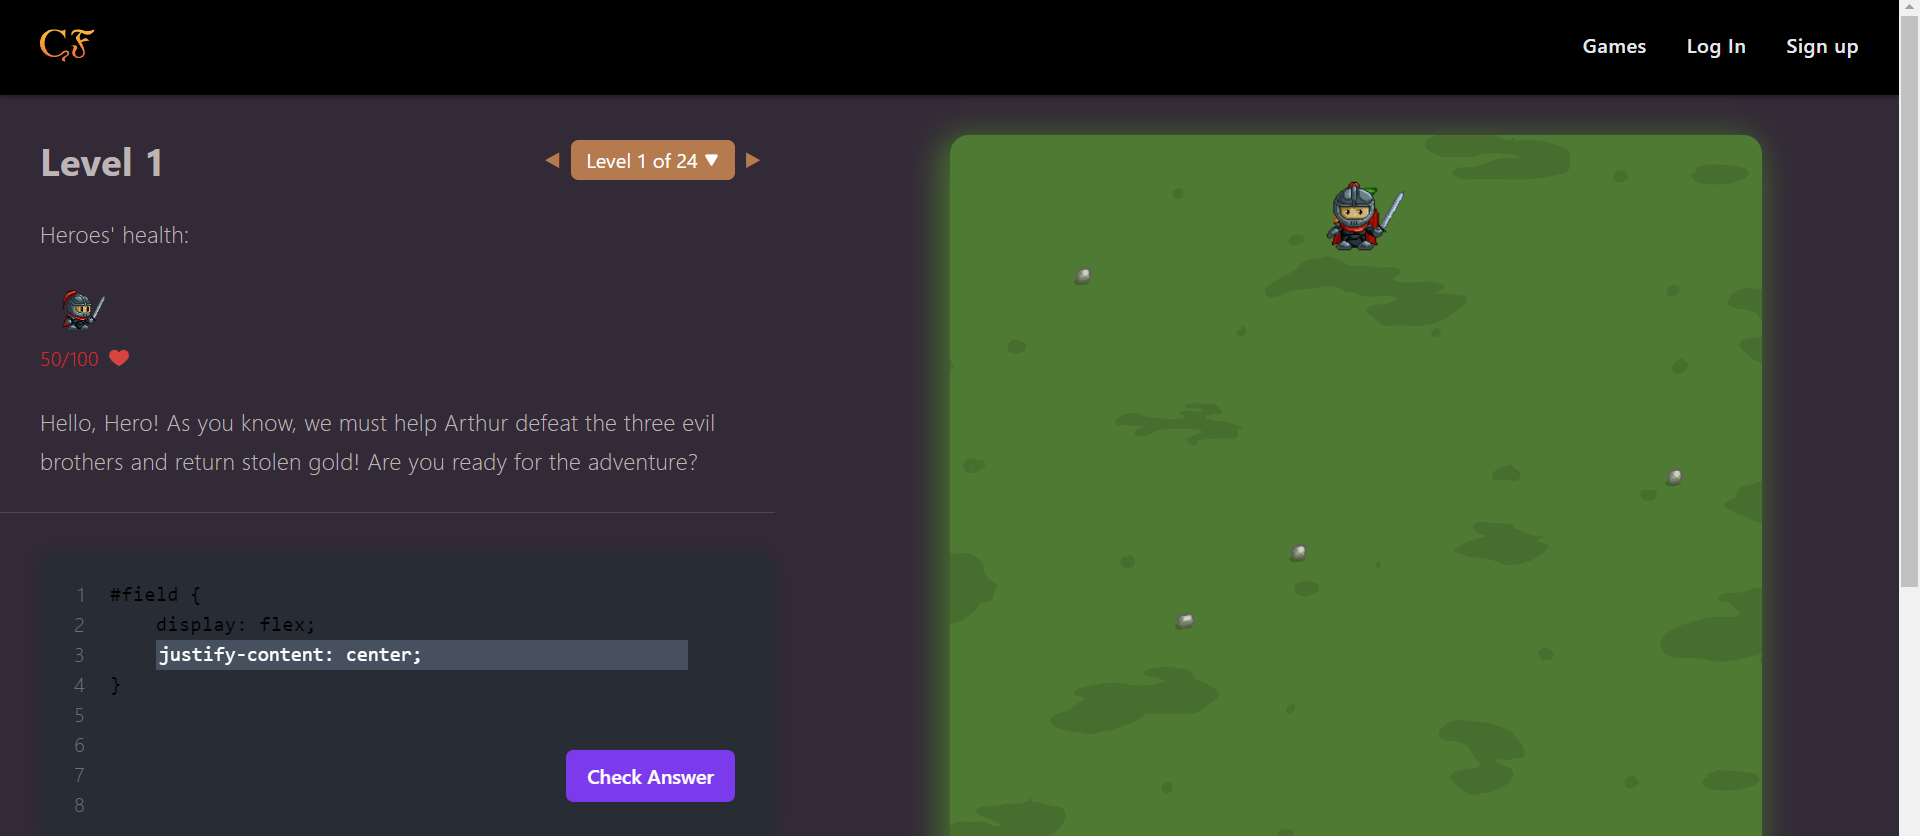 CF
Games
Log In
Sign up
Level 1
Level 1 of 24
Heroes' health:
50/100
Hello, Hero! As you know, we must help Arthur defeat the three evil
brothers and return stolen gold! Are you ready for the adventure?
1 #field {
2 display: flex;
3 justify-content: center;
4 }
5
6
7
8
Check Answer